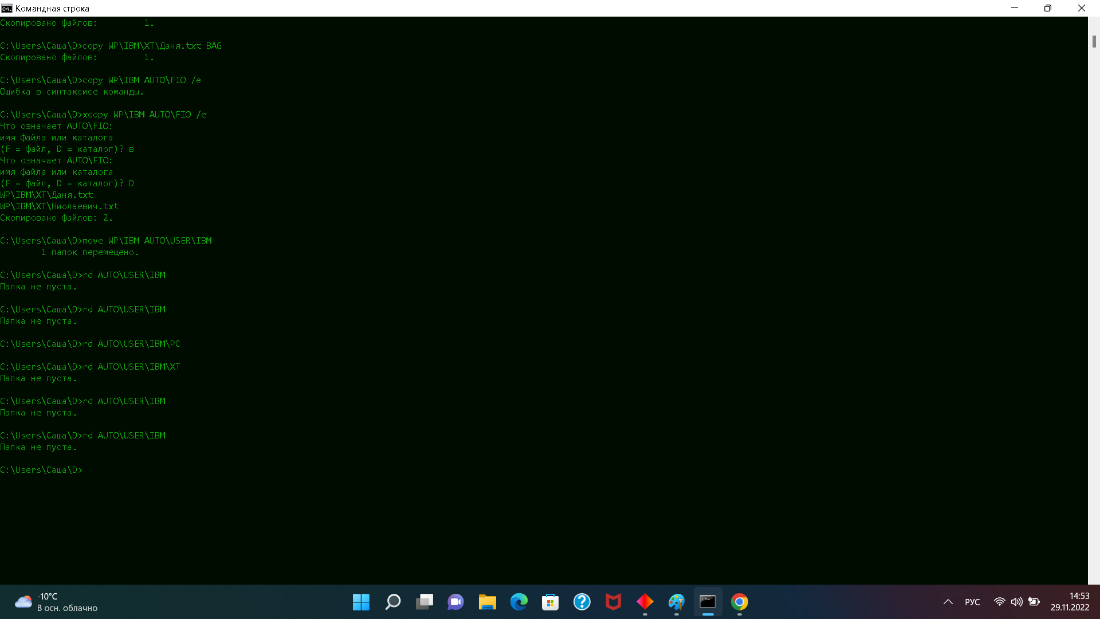 Командная строка
Скопировано файлов: 1.
C:\Users\Саша\D>copy WP\IBM\XT\Даня.txt BAG
Скопировано файлов: 1.
C:\Users\Саша\D>copy WP\IBM AUTO\FIO /e
Ошибка в синтаксисе команды.
C:\Users\Саша\D>xcopy WP\IBM AUTO\FIO /e
Что означает AUTO\FIO:
имя файла или каталога
(F = файл, D = каталог)? в
Что означает AUTO\FIO:
имя файла или каталога
(F = файл, D = каталог)? D
WP\IBM\XT\Даня.txt
WP\IBM\XT\Ниолаевич.txt
Скопировано файлов: 2.
C:\Users\Саша\D>move WP\IBM AUTO\USER\IBM
1 папок перемещено.
C:\Users\Саша\D>rd AUTO\USER\IBM
Папка не пуста.
C:\Users\Саша\D>rd AUTO\USER\IBM
Папка не пуста.
C:\Users\Саша\D>rd AUTO\USER\IBM\PC
C:\Users\Саша\D>rd AUTO\USER\IBM\XT
Папка не пуста.
C:\Users\Саша\D>rd AUTO\USER\IBM
Папка не пуста.
C:\Users\Саша\D>rd AUTO\USER\IBM
Папка не пуста.
C:\Users\Саша\D>
-10°C
В осн. облачно
РУС
14:53
29.11.2022